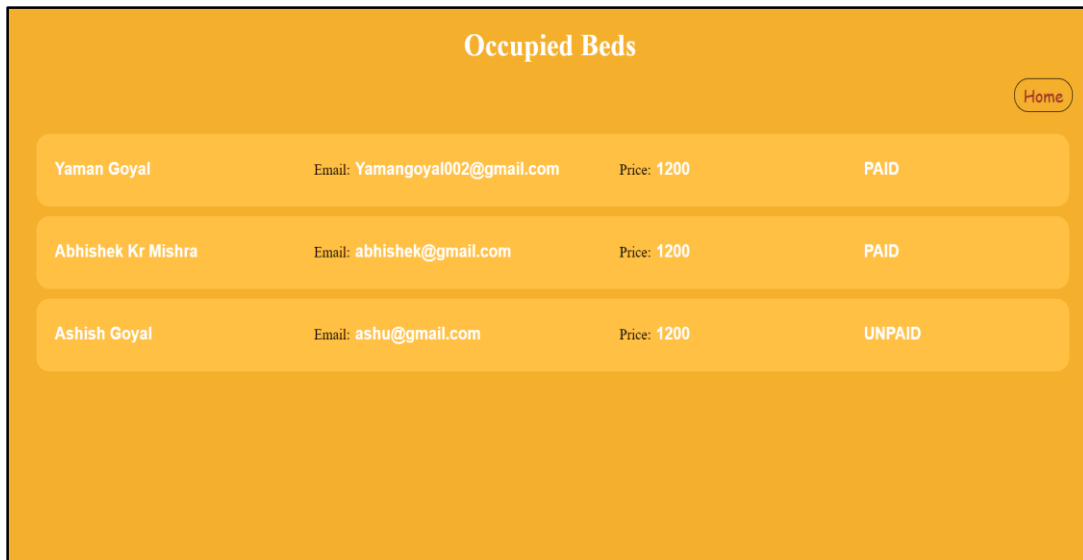 Occupied Beds
Home
Yaman Goyal Email: Yamangoyal002@gmail.com Price: 1200 PAID
Abhishek Kr Mishra Email: abhishek@gmail.com Price: 1200 PAID
Ashish Goyal Email: ashu@gmail.com Price: 1200 UNPAID